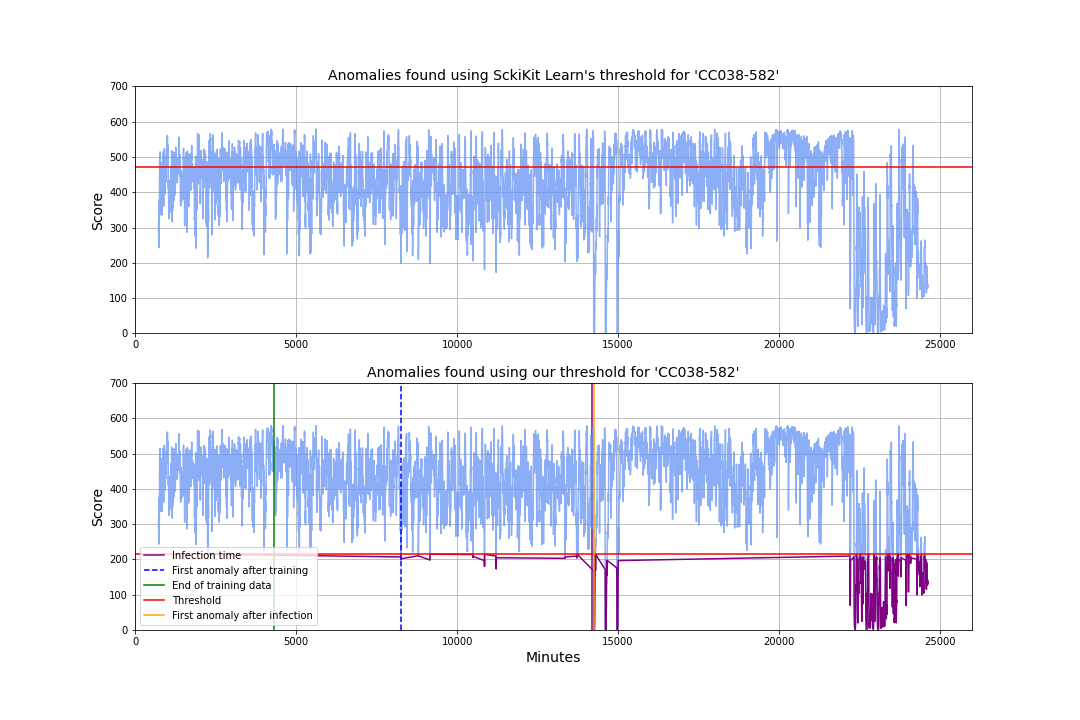 Anomalies found using SckiKit Learn's threshold for 'CC038-582'
700
600
500
400
300
200
100
0
Score
0 5000 10000 15000 20000 25000
Anomalies found using our threshold for 'CC038-582'
700
600
500
400
300
200
100
0
Score
Infection time
First anomaly after training
End of training data
Threshold
First anomaly after infection
0 5000 10000 15000 20000 25000
Minutes